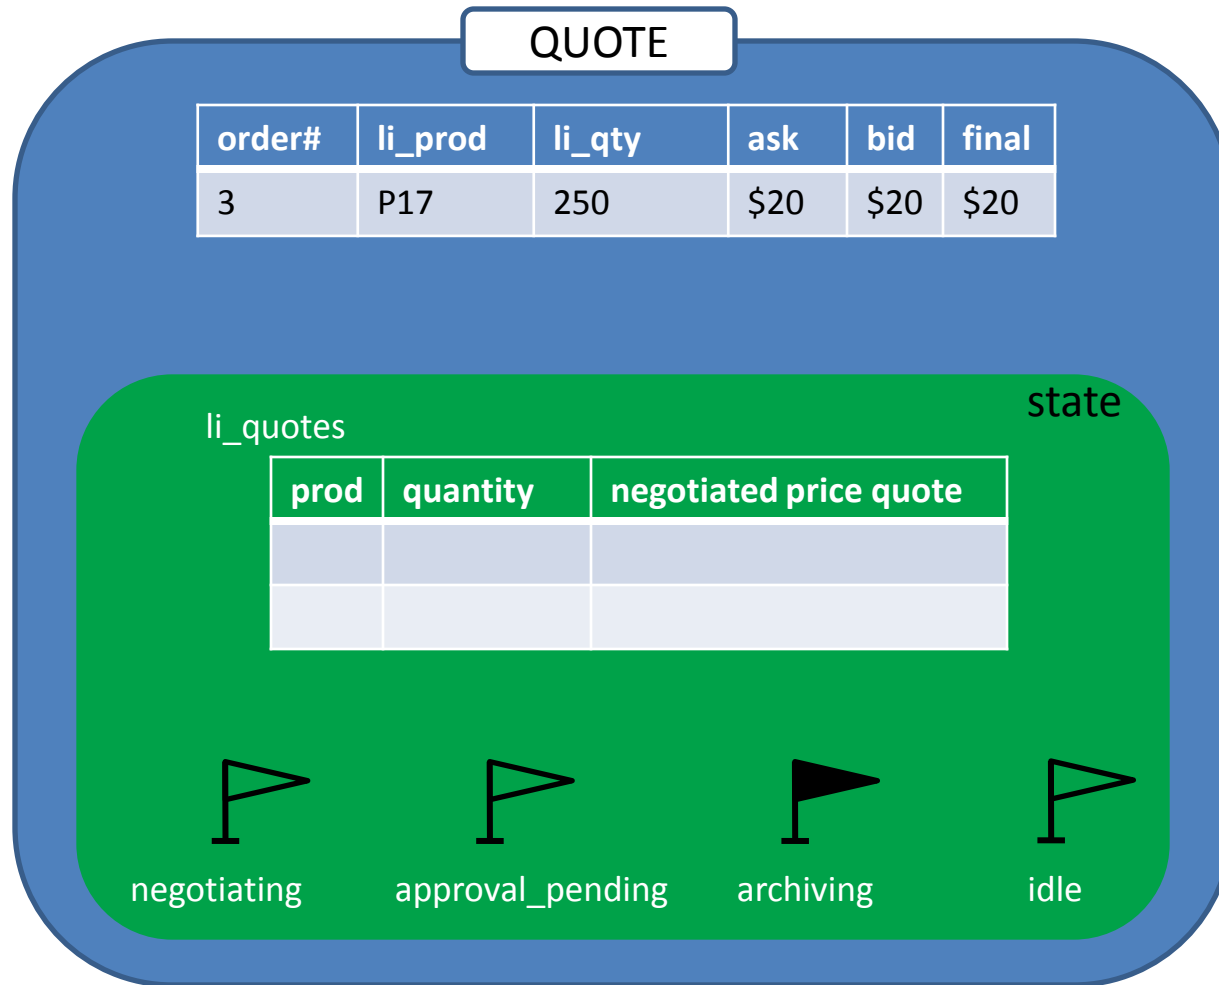 QUOTE
order# li_prod li_qty ask bid final
3 P17 250 $20 $20 $20
state
li_quotes
prod quantity negotiated price quote
negotiating approval_pending archiving idle